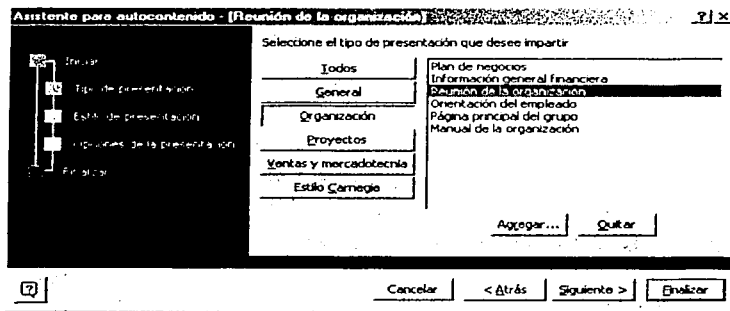 Asistente para autocontenido - [Reunión de la organización]
Seleccione el tipo de presentación que desee impartir
Iniciar
Tipo de presentación
Estilo de presentación
Opciones de la presentación
Finalizar
Todos
General
Organización
Proyectos
Ventas y mercadotecnia
Estilo Carnegie
Plan de negocios
Información general financiera
Reunión de la organización
Orientación del empleado
Página principal del grupo
Manual de la organización
Agregar...
Quitar
Cancelar
< Atrás
Siguiente >
Finalizar